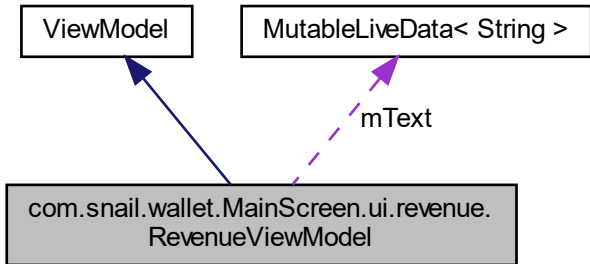 ViewModel
MutableLiveData< String >
mText
com.snail.wallet.MainScreen.ui.revenue.
RevenueViewModel